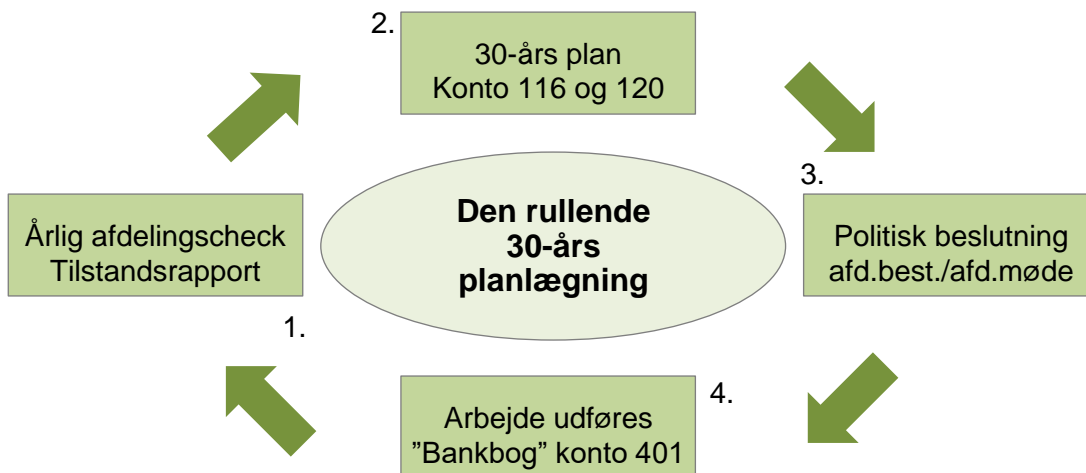 2.
30-års plan
Konto 116 og 120
3.
Årlig afdelingscheck
Tilstandsrapport
Den rullende
30-års
planlægning
Politisk beslutning
afd.best./afd.møde
1.
4.
Arbejde udføres
”Bankbog” konto 401